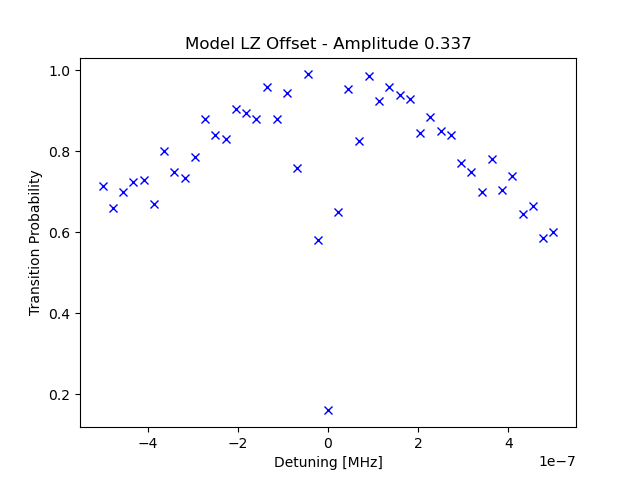 Model LZ Offset - Amplitude 0.337
Transition Probability
1.0
0.8
0.6
0.4
0.2
−4
−2
0
2
4
1e−7
Detuning [MHz]